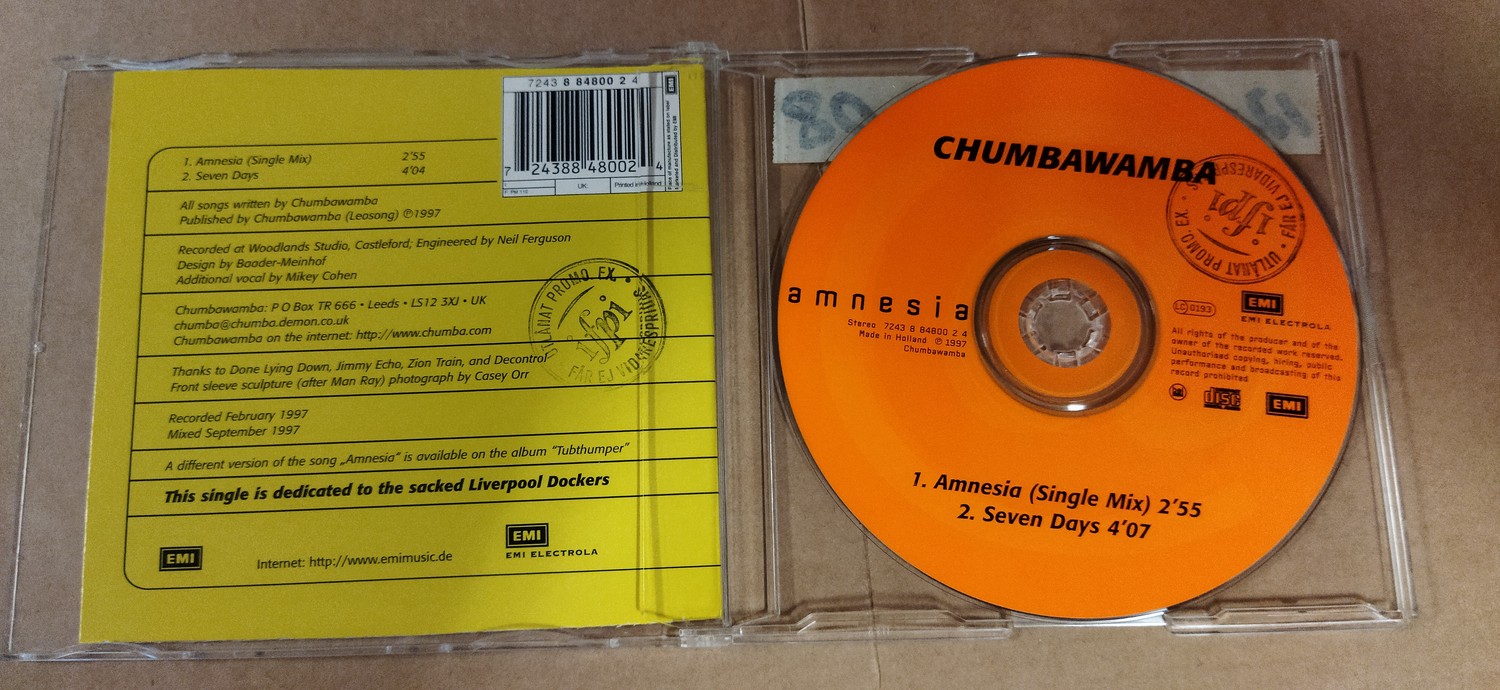 7243 8 84800 2 4
EMI
7 24388 48002 4
UK:
Printed in Holland
1. Amnesia (Single Mix) 2'55
2. Seven Days 4'04
All songs written by Chumbawamba
Published by Chumbawamba (Leosong) ℗1997
Recorded at Woodlands Studio, Castleford; Engineered by Neil Ferguson
Design by Baader-Meinhof
Additional vocal by Mikey Cohen
Chumbawamba: P O Box TR 666 • Leeds • LS12 3XJ • UK
chumba@chumba.demon.co.uk
Chumbawamba on the internet: http://www.chumba.com
Thanks to Done Lying Down, Jimmy Echo, Zion Train, and Decontrol
Front sleeve sculpture (after Man Ray) photograph by Casey Orr
Recorded February 1997
Mixed September 1997
A different version of the song „Amnesia“ is available on the album “Tubthumper”
This single is dedicated to the sacked Liverpool Dockers
EMI
Internet: http://www.emimusic.de
EMI
EMI ELECTROLA
UTLÅNAT PROMO. EX. • FÅR EJ VIDARESPRIDAS •
ifpi
CHUMBAWAMBA
UTLÅNAT PROMO. EX. • FÅR EJ
ifpi
amnesia
Stereo 7243 8 84800 2 4
Made in Holland ℗ 1997
Chumbawamba
LC 0193
EMI
EMI ELECTROLA
All rights of the producer and of the
owner of the recorded work reserved.
Unauthorised copying, hiring, public
performance and broadcasting of this
record prohibited
disc
EMI
1. Amnesia (Single Mix) 2'55
2. Seven Days 4'07